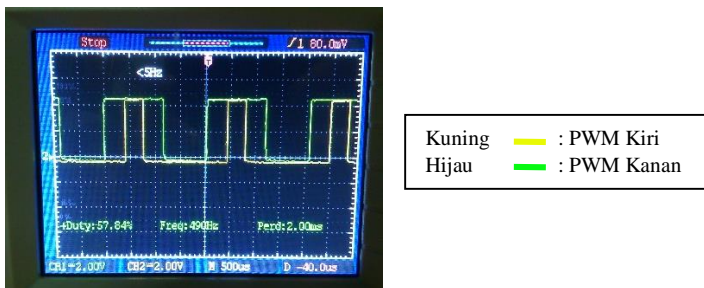 Stop
1 80.0mV
<5Hz
2
+Duty:57.84% Freq:490Hz Perd:2.00ms
CH1=2.00V CH2=2.00V M 500us D -40.0us
Kuning : PWM Kiri
Hijau : PWM Kanan